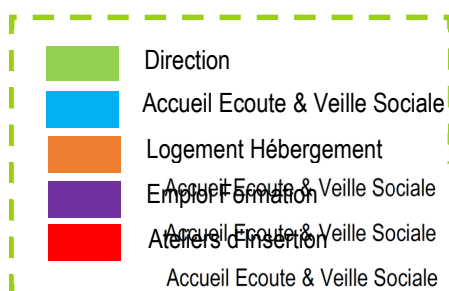 Direction
Accueil Ecoute & Veille Sociale
Logement Hébergement
Emploi Formation
Accueil Ecoute & Veille Sociale
Ateliers d'Insertion
Accueil Ecoute & Veille Sociale
Accueil Ecoute & Veille Sociale